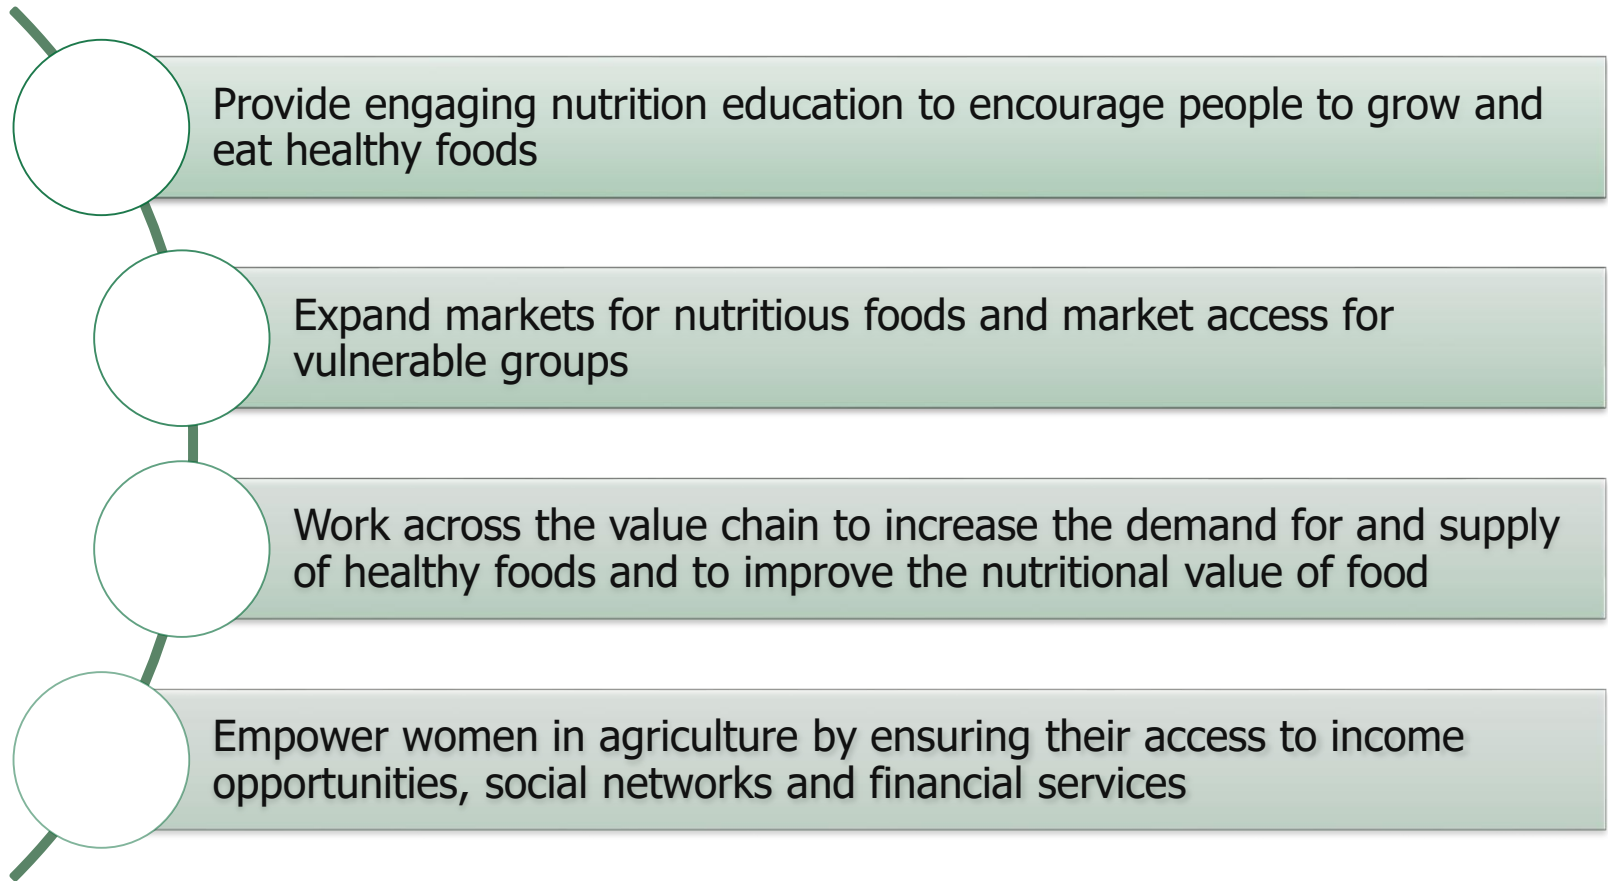 Provide engaging nutrition education to encourage people to grow and
eat healthy foods
Expand markets for nutritious foods and market access for
vulnerable groups
Work across the value chain to increase the demand for and supply
of healthy foods and to improve the nutritional value of food
Empower women in agriculture by ensuring their access to income
opportunities, social networks and financial services